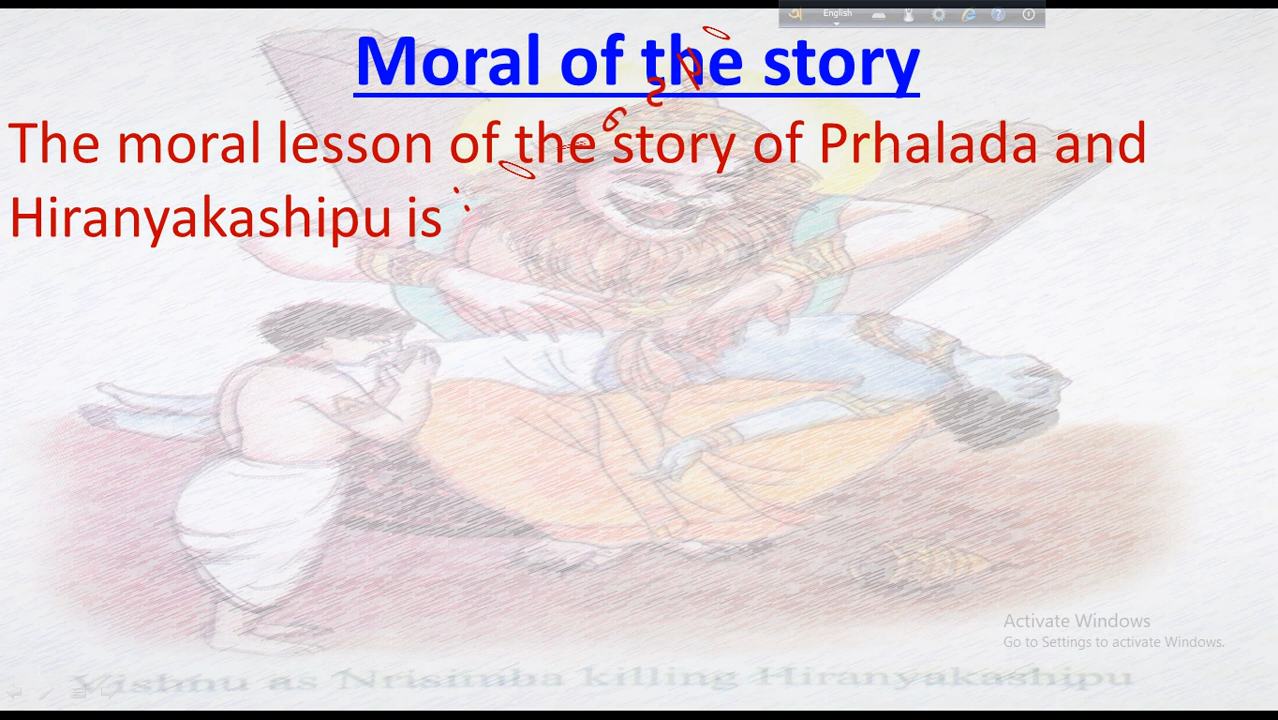 English
Moral of the story
The moral lesson of the story of Prhalada and
Hiranyakashipu is
Activate Windows
Go to Settings to activate Windows.
Vishnu as Nrisimba killing Hiranyakashipu